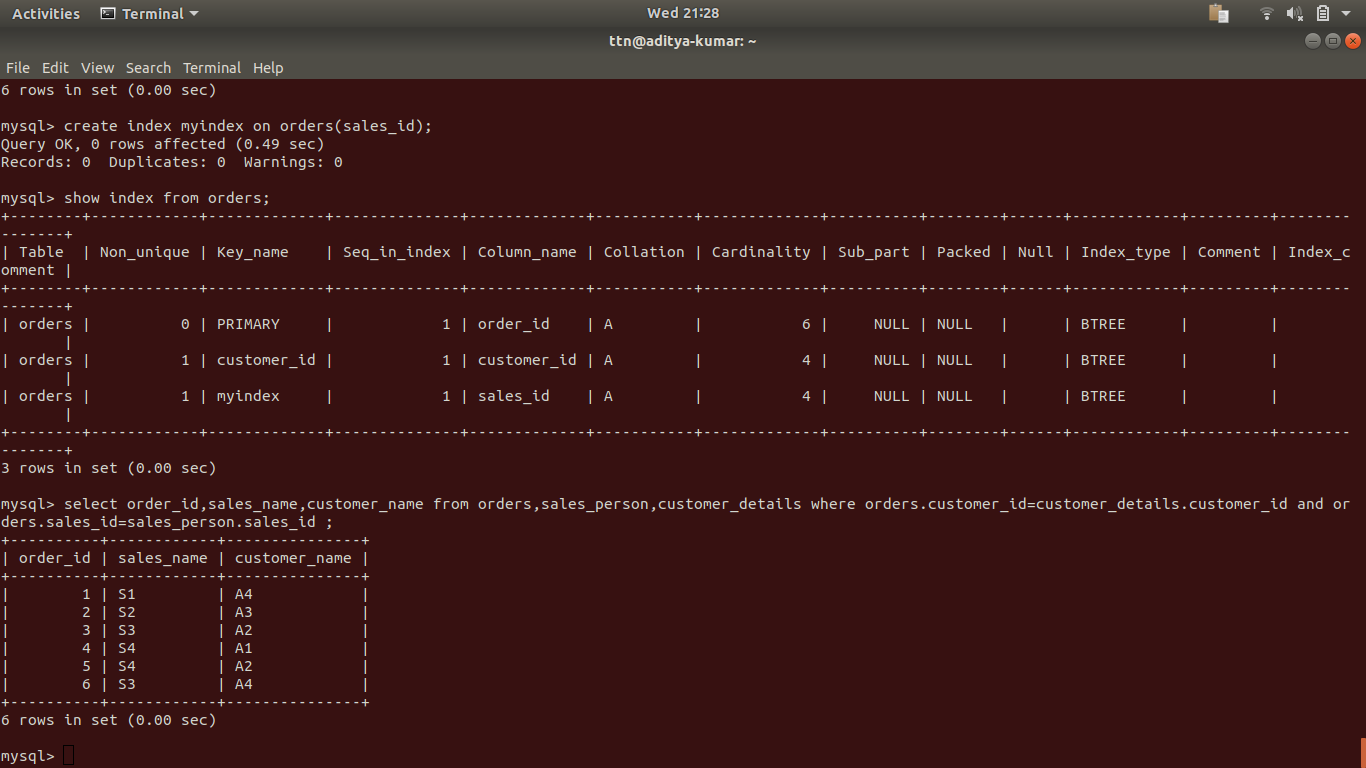 Activities Terminal Wed 21:28
ttn@aditya-kumar: ~
File Edit View Search Terminal Help
6 rows in set (0.00 sec)
mysql> create index myindex on orders(sales_id);
Query OK, 0 rows affected (0.49 sec)
Records: 0  Duplicates: 0  Warnings: 0
mysql> show index from orders;
+--------+------------+-------------+--------------+-------------+-----------+-------------+----------+--------+------+------------+---------+--------
-------+
| Table  | Non_unique | Key_name    | Seq_in_index | Column_name | Collation | Cardinality | Sub_part | Packed | Null | Index_type | Comment | Index_c
omment |
+--------+------------+-------------+--------------+-------------+-----------+-------------+----------+--------+------+------------+---------+--------
-------+
| orders |          0 | PRIMARY     |            1 | order_id    | A         |           6 |     NULL | NULL   |      | BTREE      |         |
       |
| orders |          1 | customer_id |            1 | customer_id | A         |           4 |     NULL | NULL   |      | BTREE      |         |
       |
| orders |          1 | myindex     |            1 | sales_id    | A         |           4 |     NULL | NULL   |      | BTREE      |         |
       |
+--------+------------+-------------+--------------+-------------+-----------+-------------+----------+--------+------+------------+---------+--------
-------+
3 rows in set (0.00 sec)
mysql> select order_id,sales_name,customer_name from orders,sales_person,customer_details where orders.customer_id=customer_details.customer_id and or
ders.sales_id=sales_person.sales_id ;
+----------+------------+---------------+
| order_id | sales_name | customer_name |
+----------+------------+---------------+
|        1 | S1         | A4            |
|        2 | S2         | A3            |
|        3 | S3         | A2            |
|        4 | S4         | A1            |
|        5 | S4         | A2            |
|        6 | S3         | A4            |
+----------+------------+---------------+
6 rows in set (0.00 sec)
mysql>